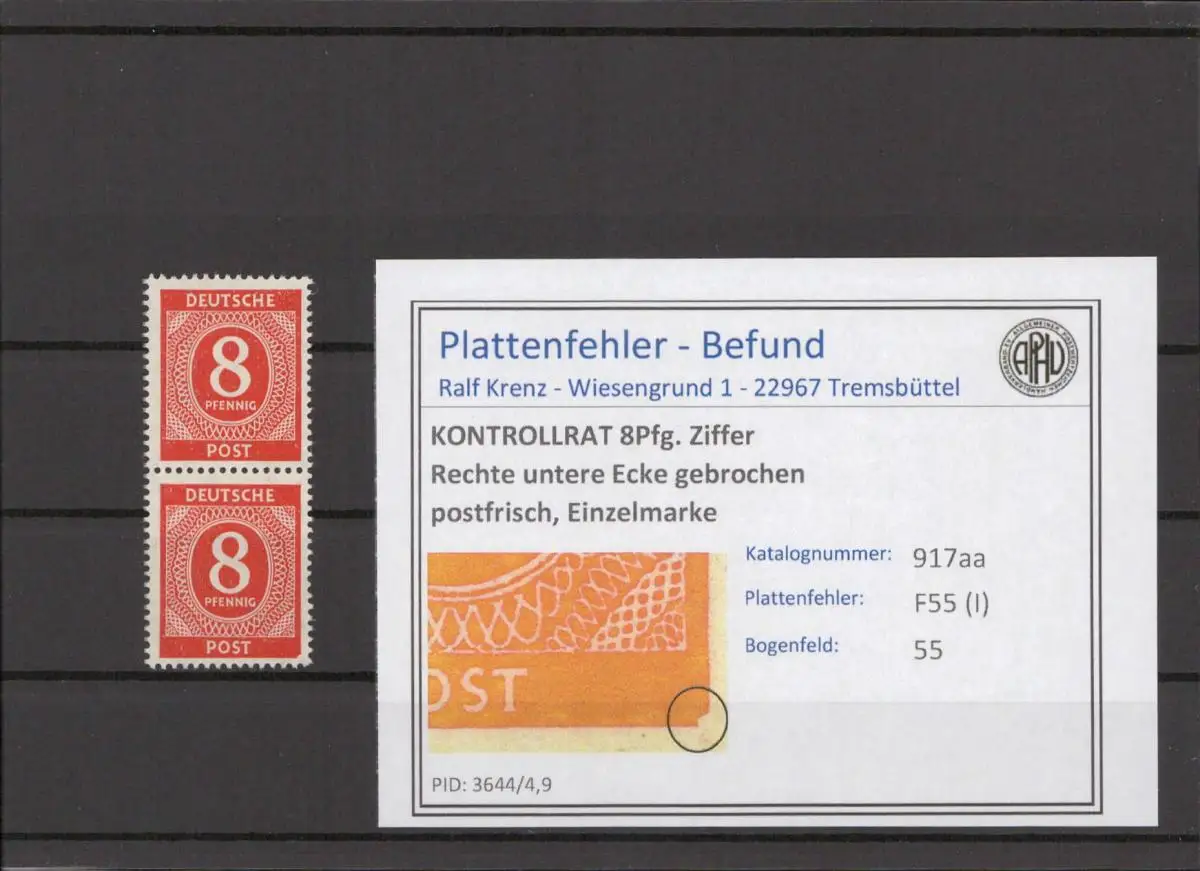 DEUTSCHE
8
PFENNIG
POST
DEUTSCHE
8
PFENNIG
POST
Plattenfehler - Befund
Ralf Krenz - Wiesengrund 1 - 22967 Tremsbüttel
APHV
KONTROLLRAT 8Pfg. Ziffer
Rechte untere Ecke gebrochen
postfrisch, Einzelmarke
OST
Katalognummer: 917aa
Plattenfehler: F55 (I)
Bogenfeld: 55
PID: 3644/4,9